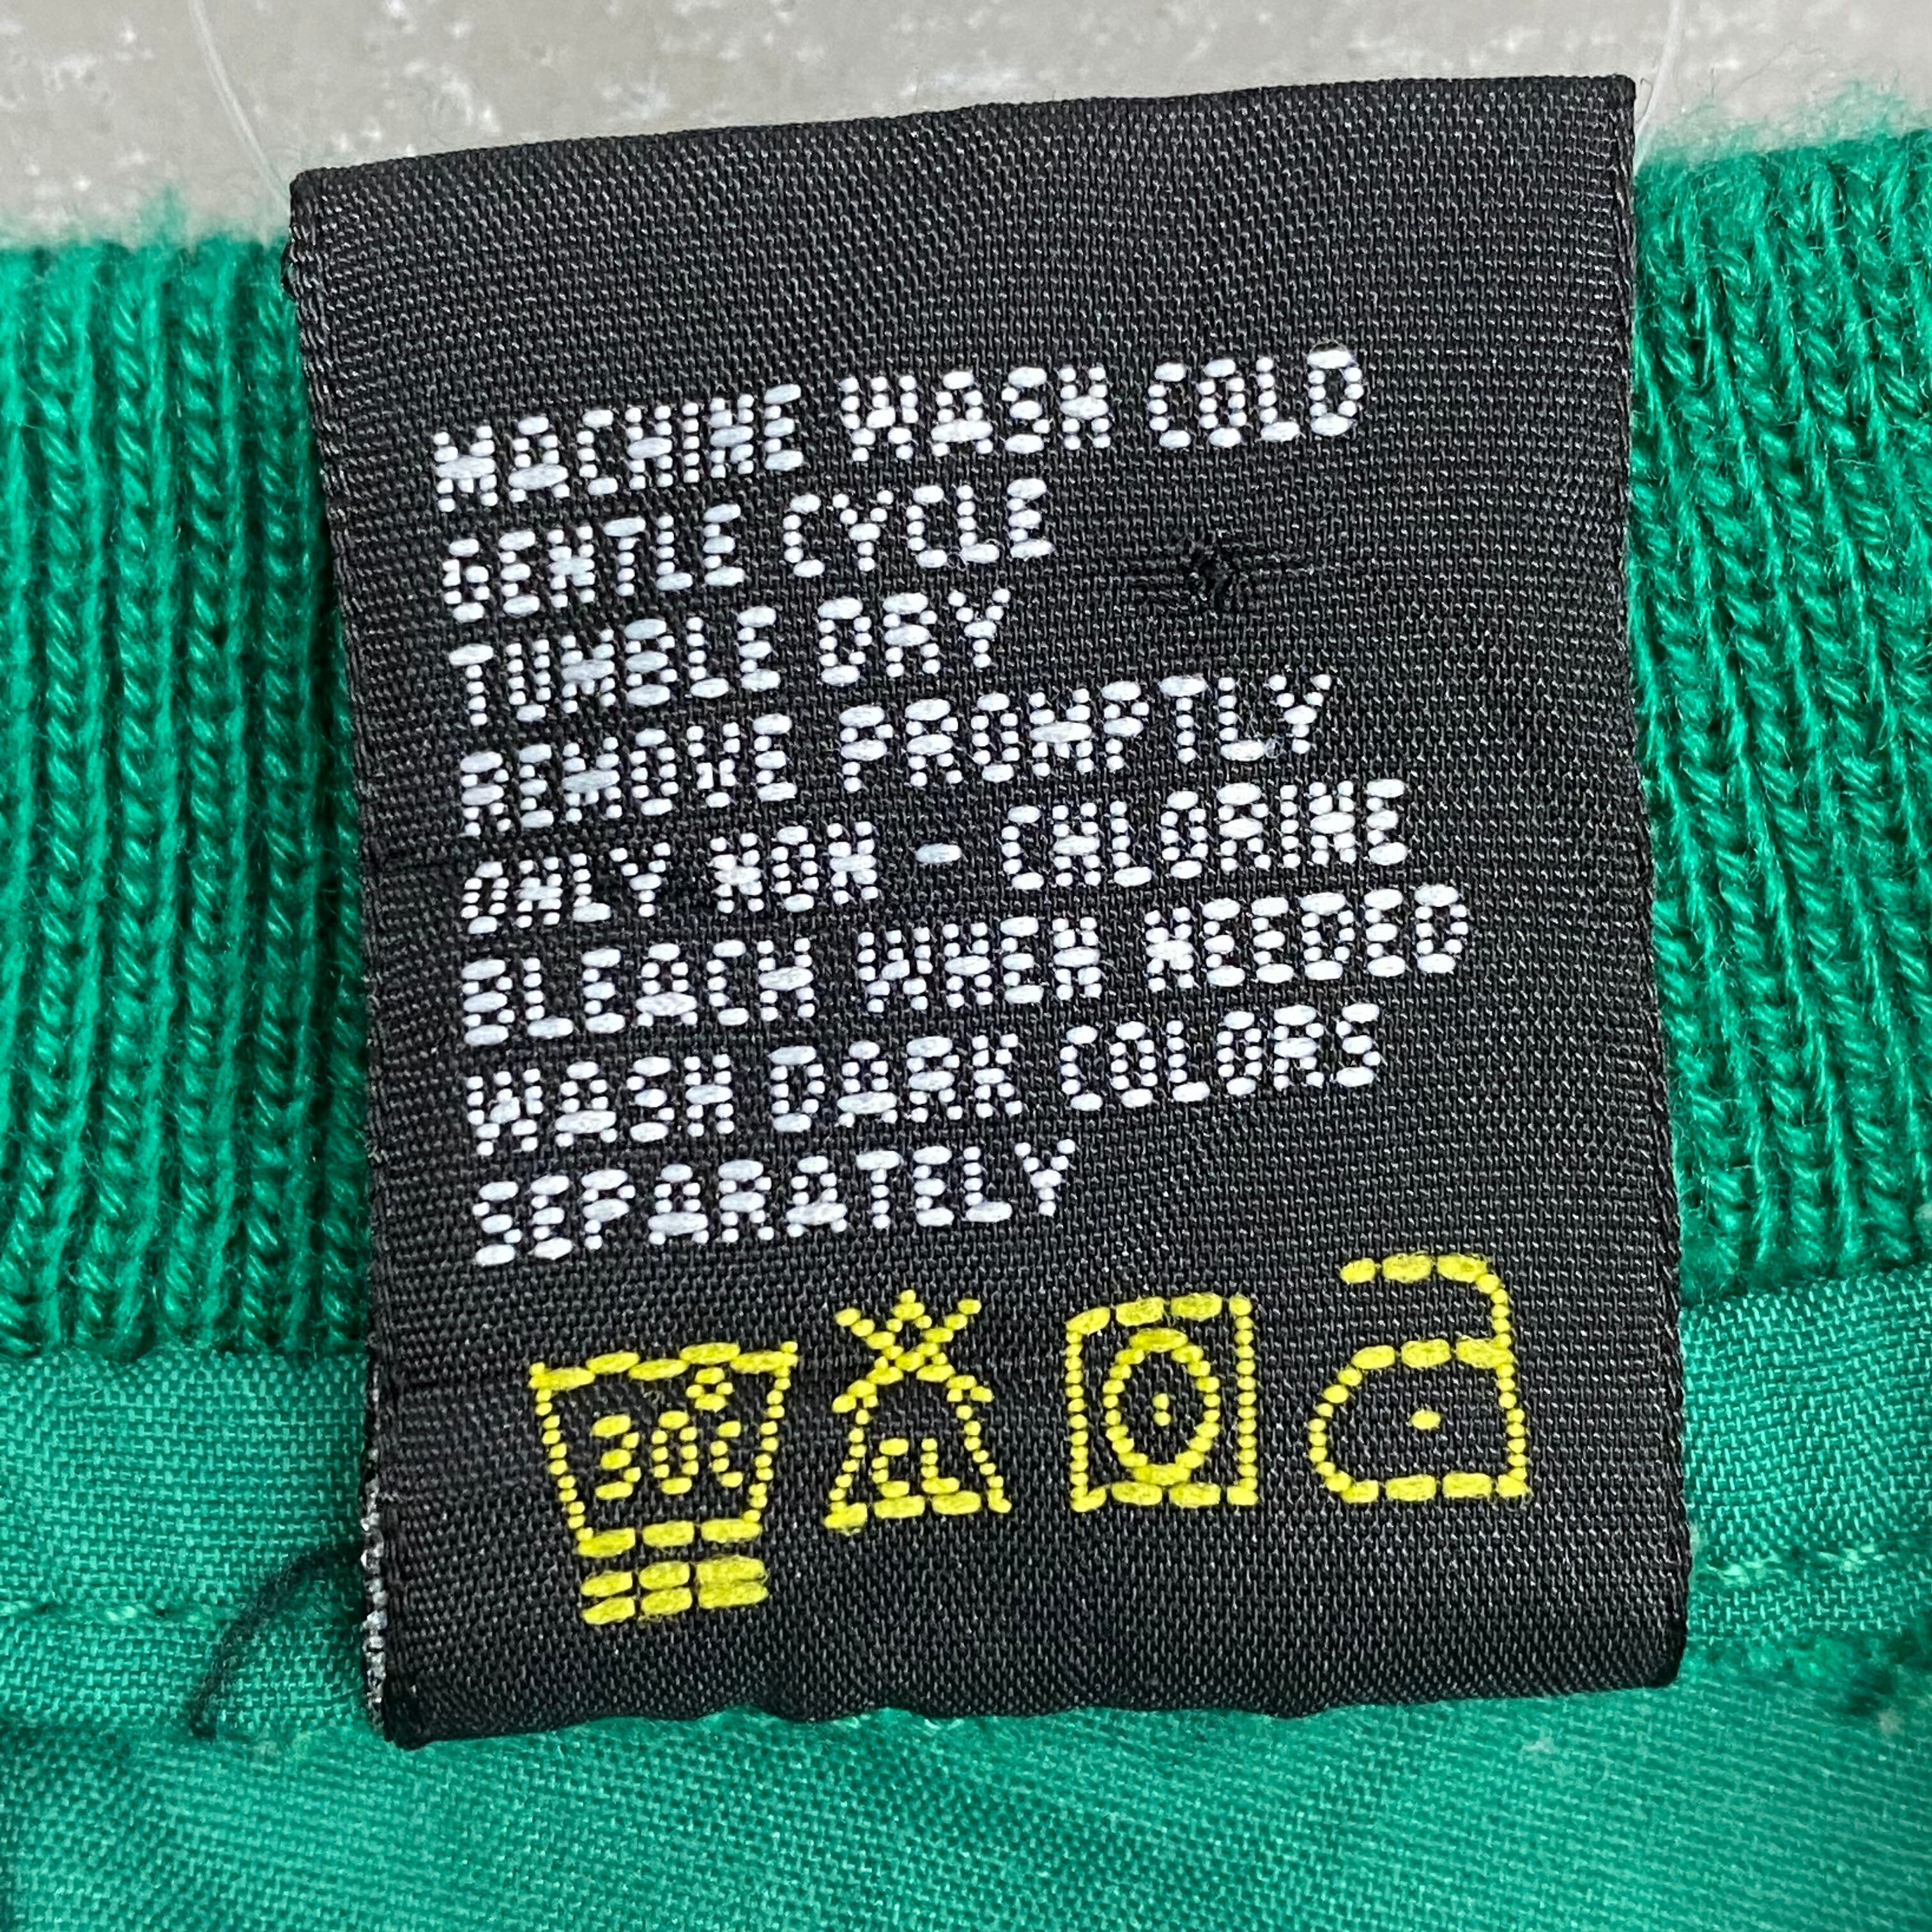 MACHINE WASH COLD
GENTLE CYCLE
TUMBLE DRY
REMOVE PROMPTLY
ONLY NON - CHLORINE
BLEACH WHEN NEEDED
WASH DARK COLORS
SEPARATELY
30°C CL